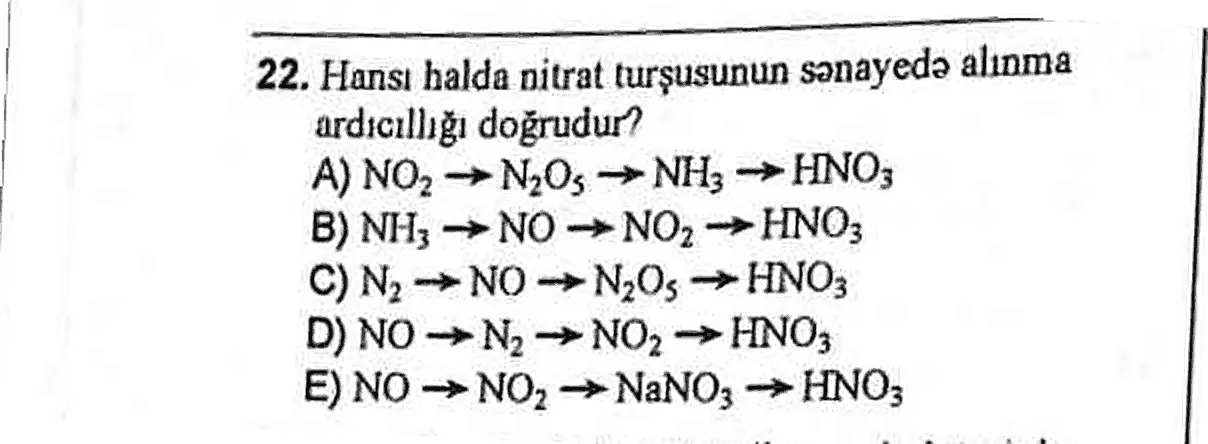 22. Hansı halda nitrat turşusunun sənayedə alınma
ardıcıllığı doğrudur?
A) NO₂ → N₂O₅ → NH₃ → HNO₃
B) NH₃ → NO → NO₂ → HNO₃
C) N₂ → NO → N₂O₅ → HNO₃
D) NO → N₂ → NO₂ → HNO₃
E) NO → NO₂ → NaNO₃ → HNO₃